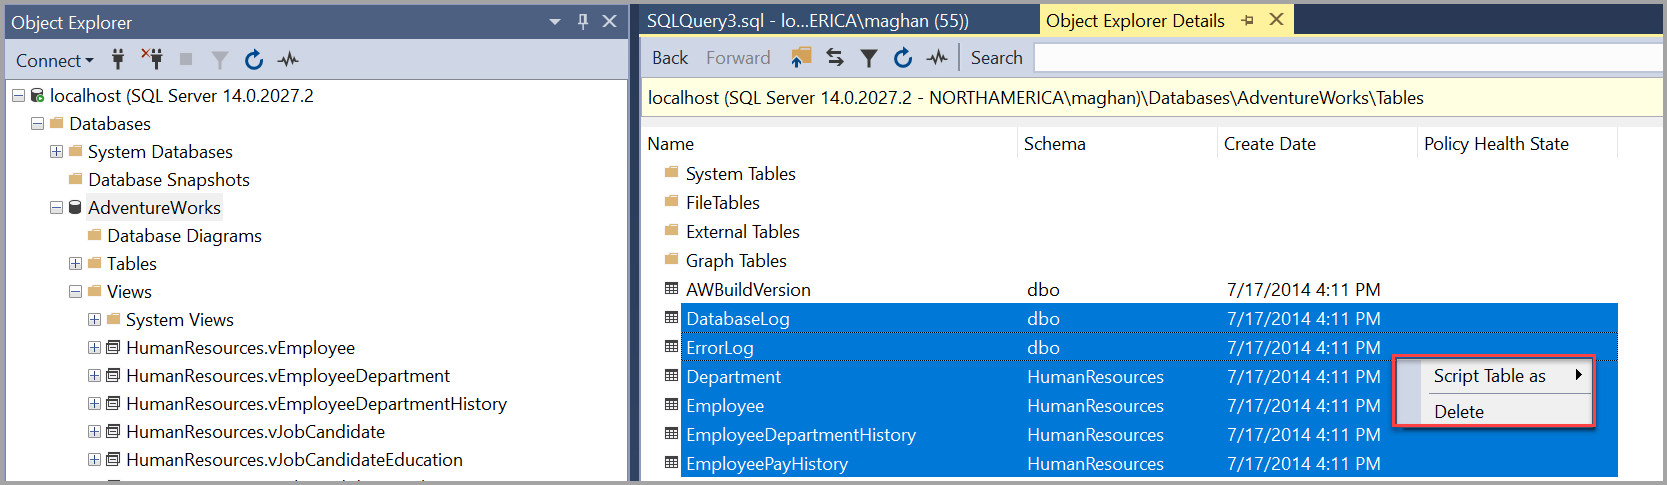 Object Explorer
Connect
localhost (SQL Server 14.0.2027.2
Databases
System Databases
Database Snapshots
AdventureWorks
Database Diagrams
Tables
Views
System Views
HumanResources.vEmployee
HumanResources.vEmployeeDepartment
HumanResources.vEmployeeDepartmentHistory
HumanResources.vJobCandidate
HumanResources.vJobCandidateEducation
SQLQuery3.sql - lo...ERICA\maghan (55)) Object Explorer Details
Back Forward Search
localhost (SQL Server 14.0.2027.2 - NORTHAMERICA\maghan)\Databases\AdventureWorks\Tables
Name Schema Create Date Policy Health State
System Tables
FileTables
External Tables
Graph Tables
AWBuildVersion dbo 7/17/2014 4:11 PM
DatabaseLog dbo 7/17/2014 4:11 PM
ErrorLog dbo 7/17/2014 4:11 PM
Department HumanResources 7/17/2014 4:11 PM
Employee HumanResources 7/17/2014 4:11 PM
EmployeeDepartmentHistory HumanResources 7/17/2014 4:11 PM
EmployeePayHistory HumanResources 7/17/2014 4:11 PM
Script Table as
Delete